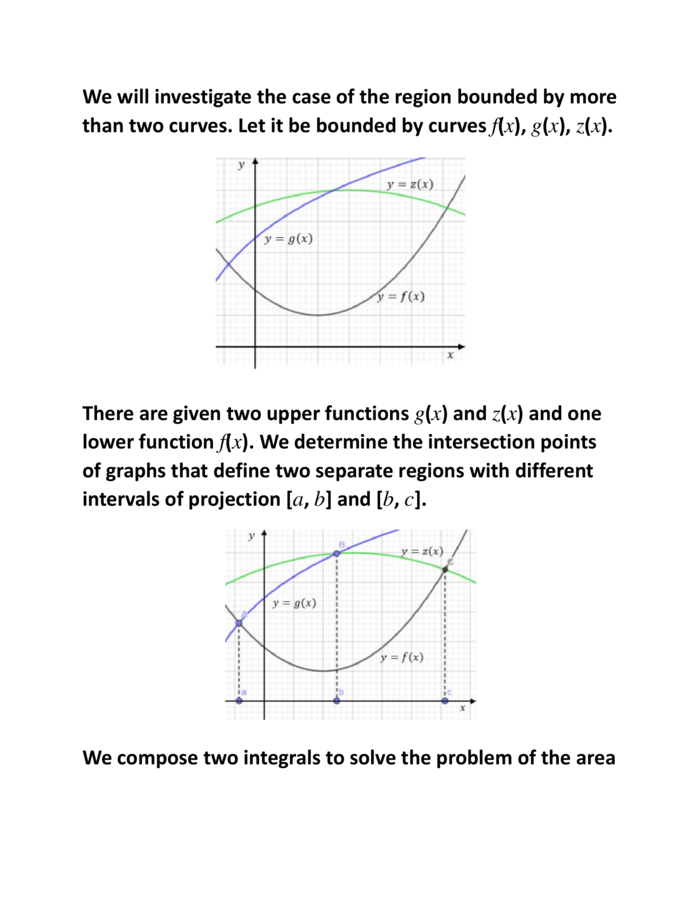 We will investigate the case of the region bounded by more
than two curves. Let it be bounded by curves f(x), g(x), z(x).
y
y = z(x)
y = g(x)
y = f(x)
x
There are given two upper functions g(x) and z(x) and one
lower function f(x). We determine the intersection points
of graphs that define two separate regions with different
intervals of projection [a, b] and [b, c].
y
B
y = z(x)
C
A
y = g(x)
y = f(x)
a
b
c
x
We compose two integrals to solve the problem of the area